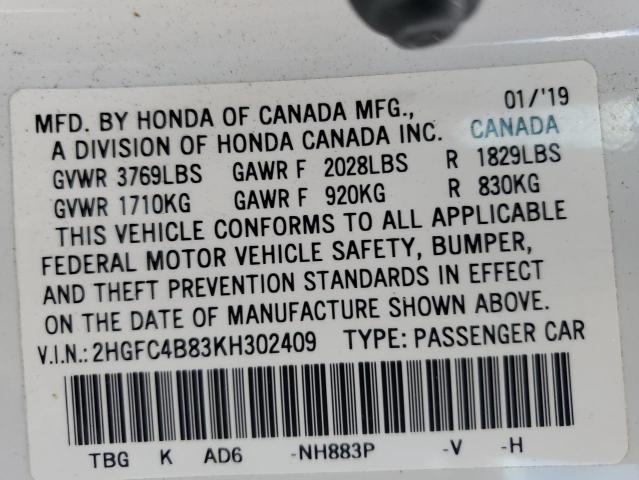 MFD. BY HONDA OF CANADA MFG., 01/'19
A DIVISION OF HONDA CANADA INC. CANADA
GVWR 3769LBS GAWR F 2028LBS R 1829LBS
GVWR 1710KG GAWR F 920KG R 830KG
THIS VEHICLE CONFORMS TO ALL APPLICABLE
FEDERAL MOTOR VEHICLE SAFETY, BUMPER,
AND THEFT PREVENTION STANDARDS IN EFFECT
ON THE DATE OF MANUFACTURE SHOWN ABOVE.
V.I.N.: 2HGFC4B83KH302409 TYPE: PASSENGER CAR
TBG K AD6 -NH883P -V -H